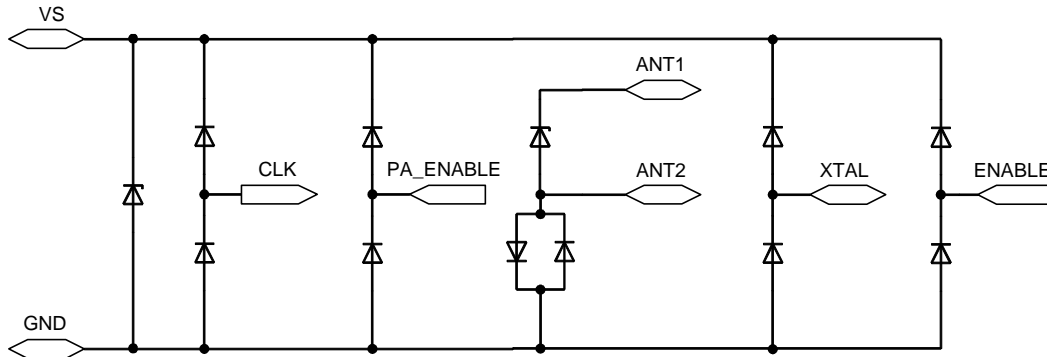 VS
ANT1
CLK
PA_ENABLE
ANT2
XTAL
ENABLE
GND